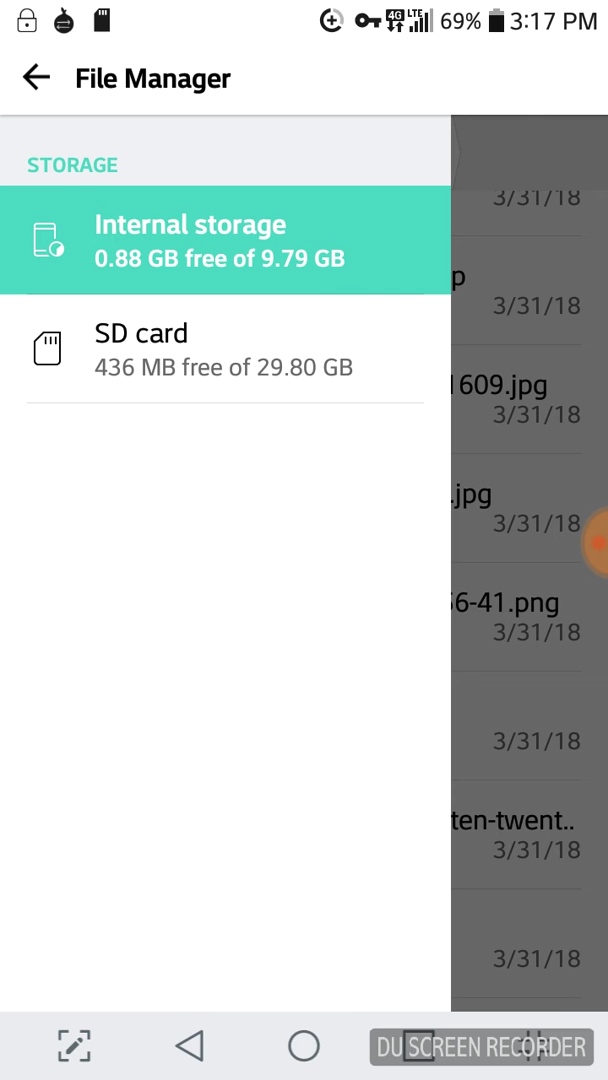 4G LTE 69% 3:17 PM
File Manager
STORAGE
3/31/18
Internal storage
0.88 GB free of 9.79 GB
p
3/31/18
SD card
436 MB free of 29.80 GB
1609.jpg
3/31/18
.jpg
3/31/18
6-41.png
3/31/18
3/31/18
ten-twent..
3/31/18
3/31/18
DU SCREEN RECORDER